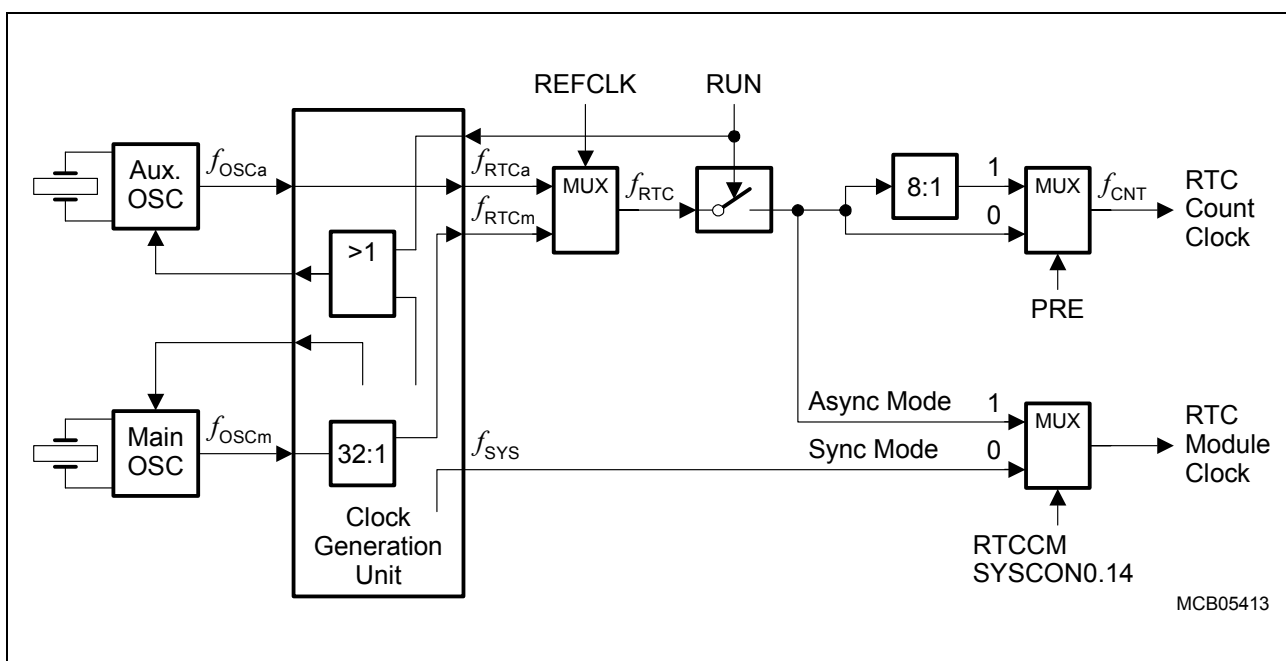 REFCLK
RUN
Aux.
OSC
fOSCa
fRTCa
MUX
fRTC
8:1
1
0
MUX
fCNT
RTC
Count
Clock
fRTCm
>1
PRE
Main
OSC
fOSCm
32:1
fSYS
Async Mode
1
Sync Mode
0
MUX
RTC
Module
Clock
Clock
Generation
Unit
RTCCM
SYSCON0.14
MCB05413